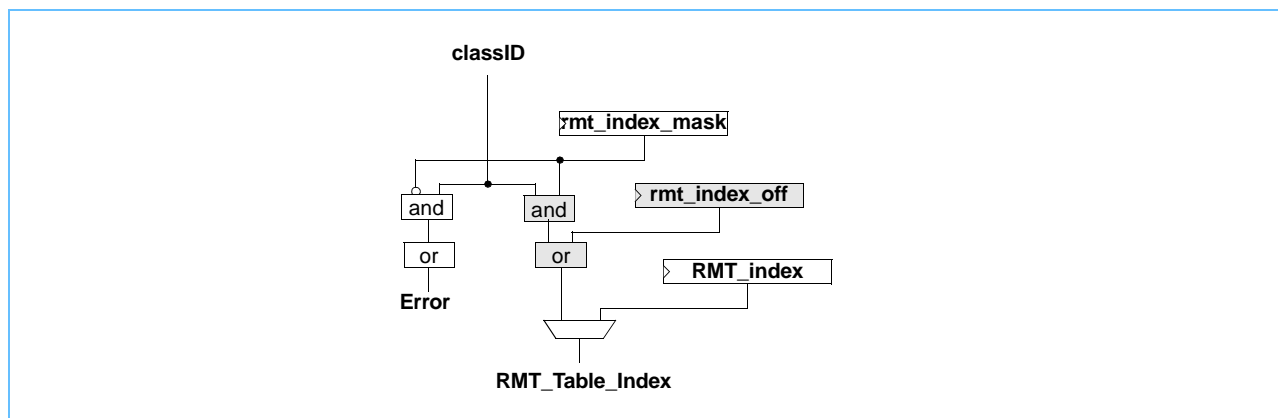 classID
rmt_index_mask
rmt_index_off
and
and
or
or
RMT_index
Error
RMT_Table_Index